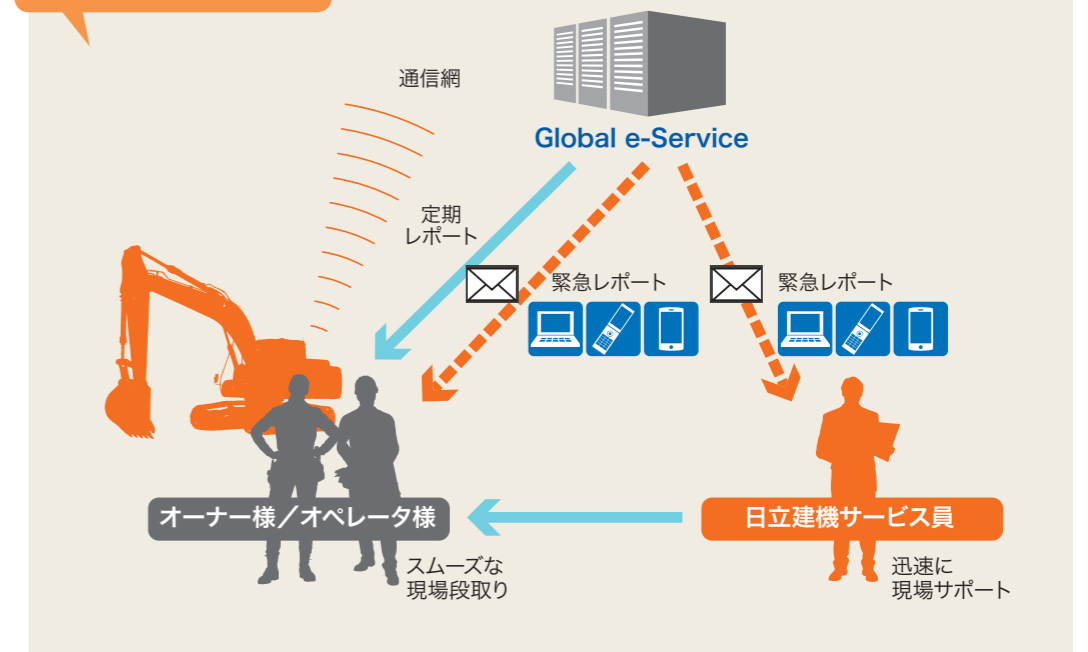 通信網
Global e-Service
定期
レポート
緊急レポート
緊急レポート
オーナー様／オペレータ様
日立建機サービス員
スムーズな
現場段取り
迅速に
現場サポート